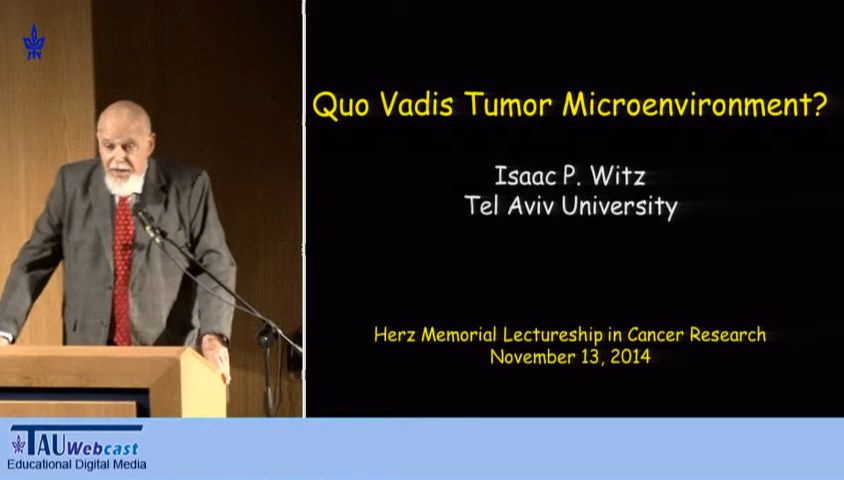 Quo Vadis Tumor Microenvironment?
Isaac P. Witz
Tel Aviv University
Herz Memorial Lectureship in Cancer Research
November 13, 2014
TAUWebcast
Educational Digital Media